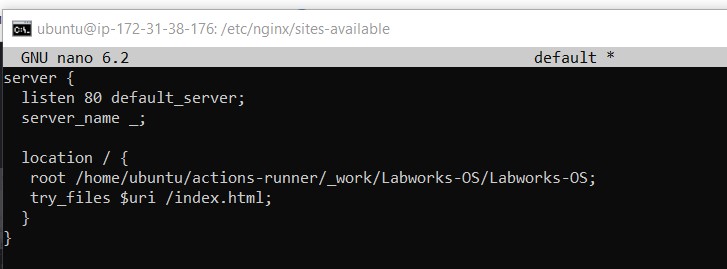 ubuntu@ip-172-31-38-176: /etc/nginx/sites-available
GNU nano 6.2 default *
server {
listen 80 default_server;
server_name _;
location / {
root /home/ubuntu/actions-runner/_work/Labworks-OS/Labworks-OS;
try_files $uri /index.html;
}
}